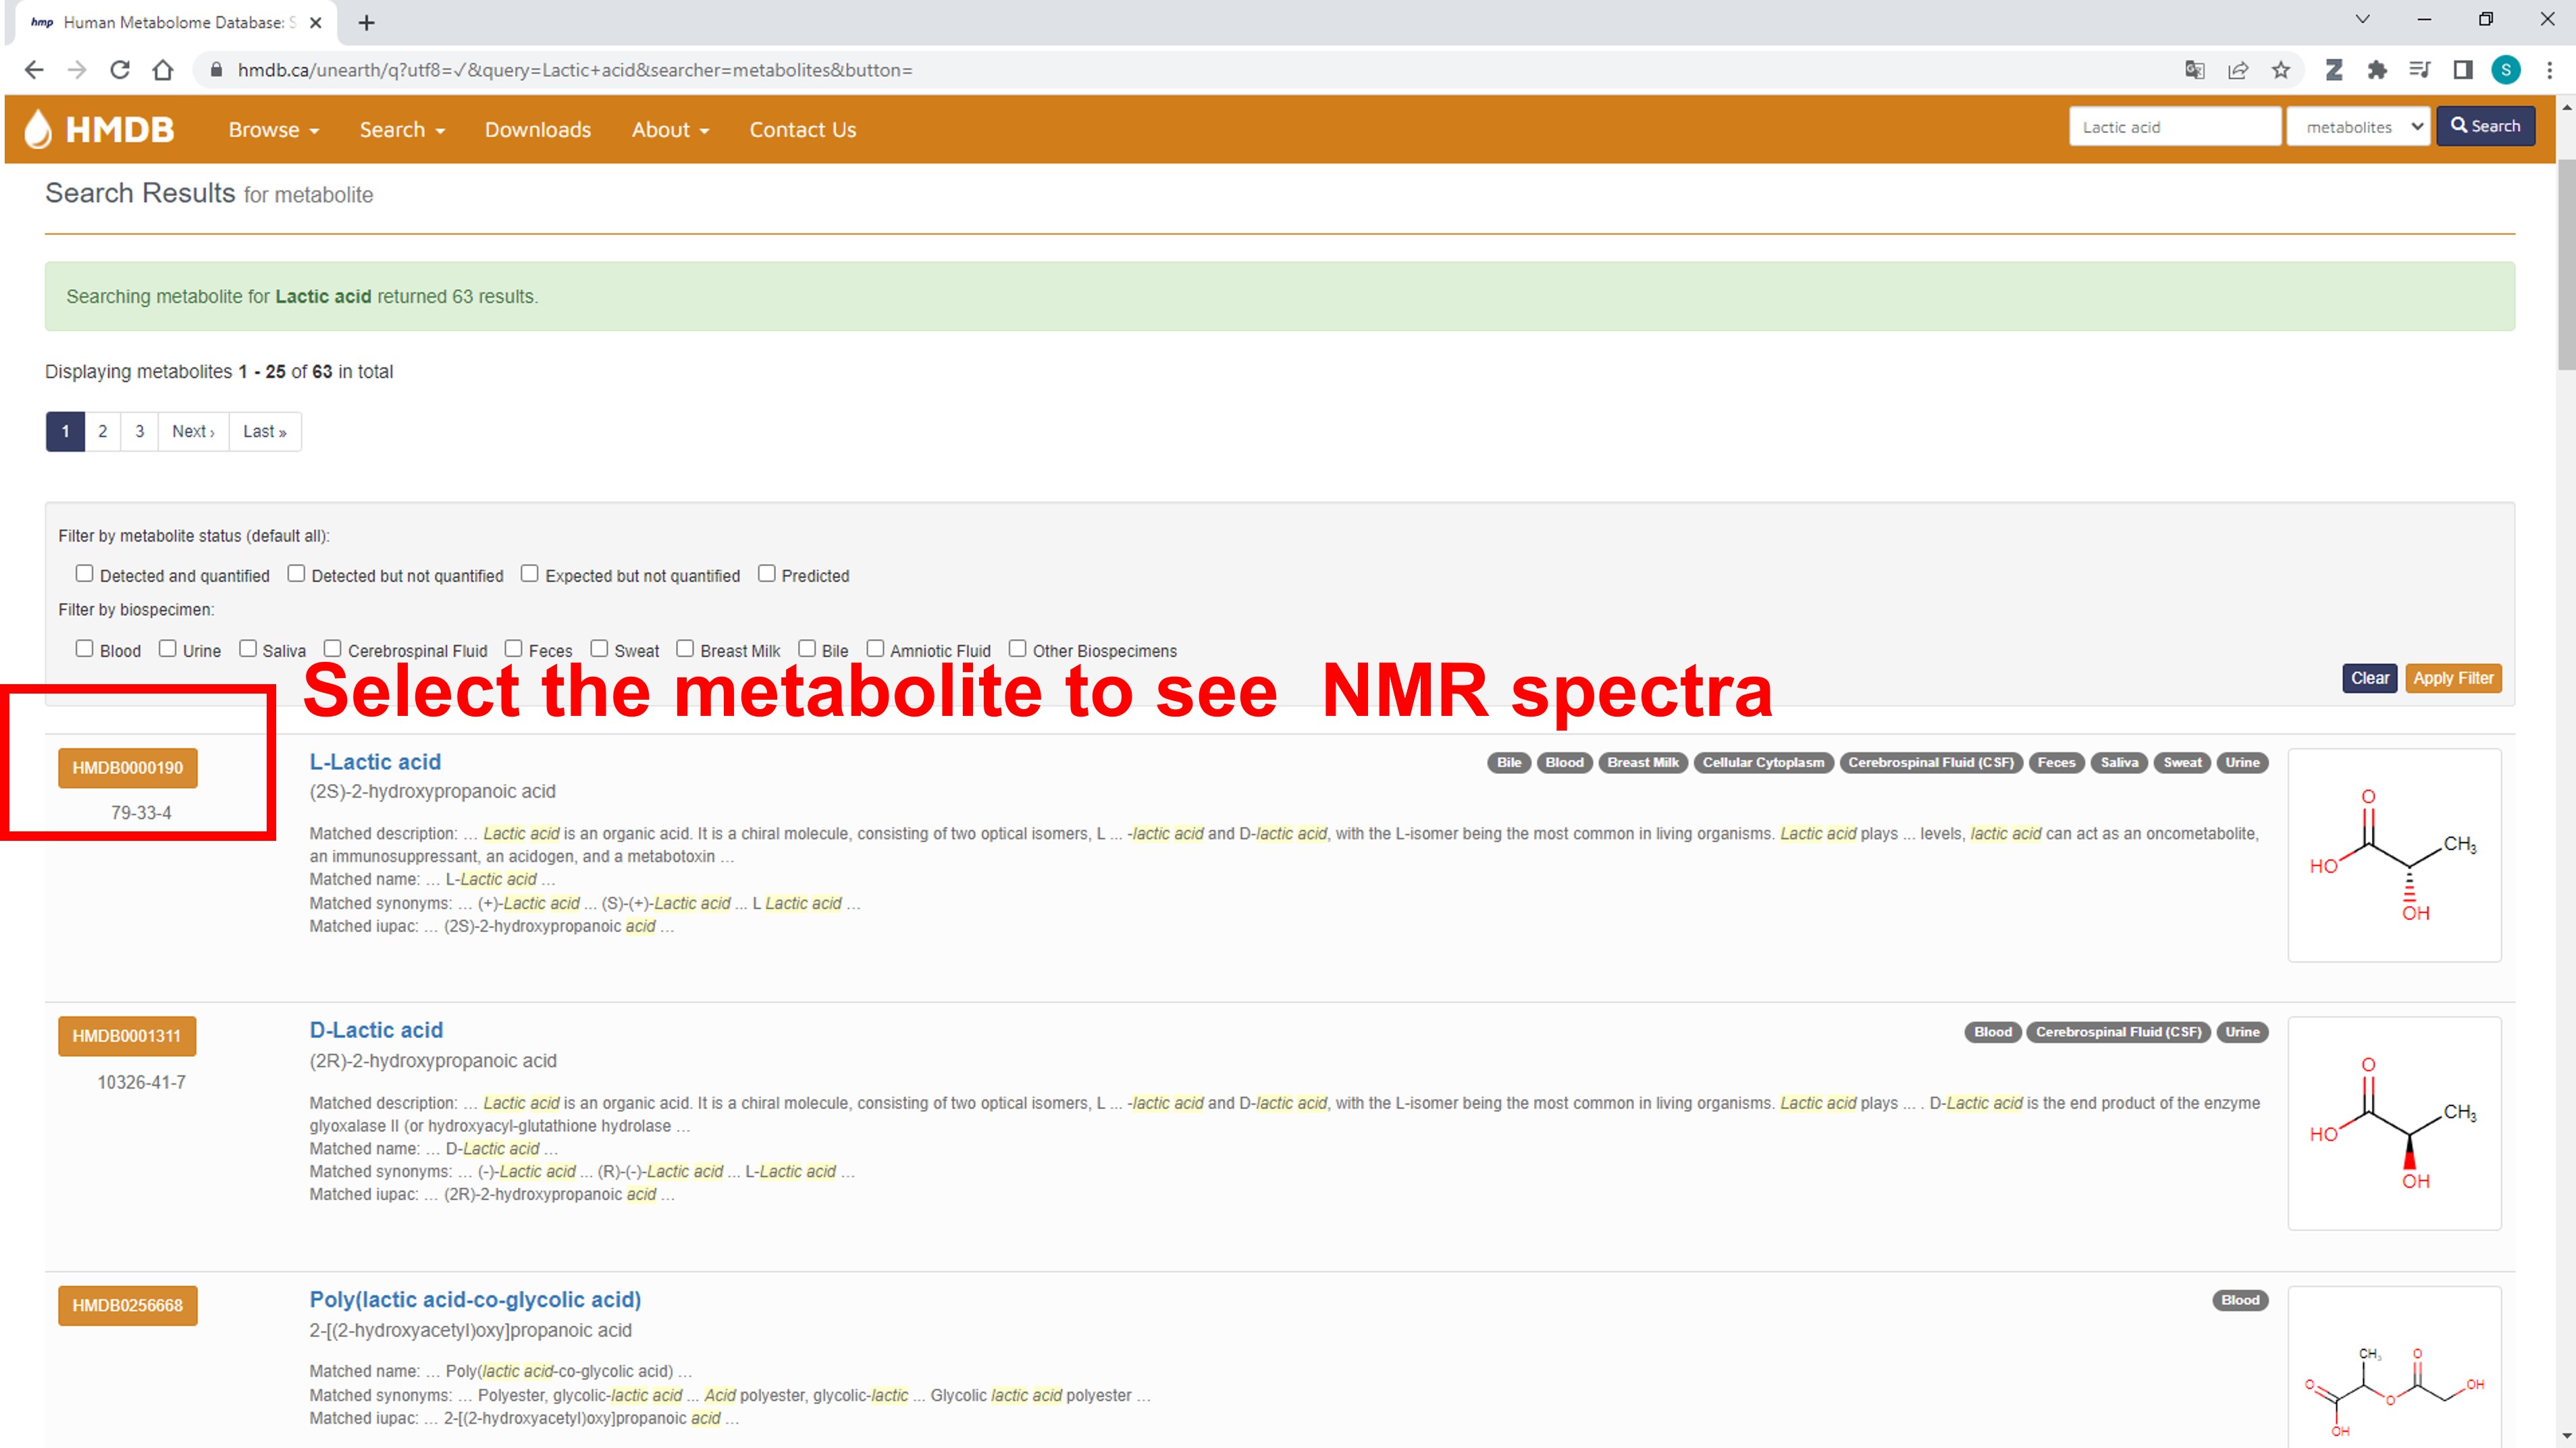 hmp Human Metabolome Database: S
hmdb.ca/unearth/q?utf8=✓&query=Lactic+acid&searcher=metabolites&button=
S
HMDB Browse Search Downloads About Contact Us Lactic acid metabolites Search
Search Results for metabolite
Searching metabolite for Lactic acid returned 63 results.
Displaying metabolites 1 - 25 of 63 in total
1 2 3 Next › Last »
Filter by metabolite status (default all):
Detected and quantified Detected but not quantified Expected but not quantified Predicted
Filter by biospecimen:
Blood Urine Saliva Cerebrospinal Fluid Feces Sweat Breast Milk Bile Amniotic Fluid Other Biospecimens
Clear Apply Filter
Select the metabolite to see NMR spectra
HMDB0000190
79-33-4
L-Lactic acid
Bile Blood Breast Milk Cellular Cytoplasm Cerebrospinal Fluid (CSF) Feces Saliva Sweat Urine
(2S)-2-hydroxypropanoic acid
Matched description: ... Lactic acid is an organic acid. It is a chiral molecule, consisting of two optical isomers, L ... -lactic acid and D-lactic acid, with the L-isomer being the most common in living organisms. Lactic acid plays ... levels, lactic acid can act as an oncometabolite,
an immunosuppressant, an acidogen, and a metabotoxin ...
Matched name: ... L-Lactic acid ...
Matched synonyms: ... (+)-Lactic acid ... (S)-(+)-Lactic acid ... L Lactic acid ...
Matched iupac: ... (2S)-2-hydroxypropanoic acid ...
O
CH3
HO
OH
HMDB0001311
10326-41-7
D-Lactic acid
Blood Cerebrospinal Fluid (CSF) Urine
(2R)-2-hydroxypropanoic acid
Matched description: ... Lactic acid is an organic acid. It is a chiral molecule, consisting of two optical isomers, L ... -lactic acid and D-lactic acid, with the L-isomer being the most common in living organisms. Lactic acid plays ... . D-Lactic acid is the end product of the enzyme
glyoxalase II (or hydroxyacyl-glutathione hydrolase ...
Matched name: ... D-Lactic acid ...
Matched synonyms: ... (-)-Lactic acid ... (R)-(-)-Lactic acid ... L-Lactic acid ...
Matched iupac: ... (2R)-2-hydroxypropanoic acid ...
O
CH3
HO
OH
HMDB0256668
Poly(lactic acid-co-glycolic acid)
Blood
2-[(2-hydroxyacetyl)oxy]propanoic acid
Matched name: ... Poly(lactic acid-co-glycolic acid) ...
Matched synonyms: ... Polyester, glycolic-lactic acid ... Acid polyester, glycolic-lactic ... Glycolic lactic acid polyester ...
Matched iupac: ... 2-[(2-hydroxyacetyl)oxy]propanoic acid ...
CH3 O
O OH
O
OH